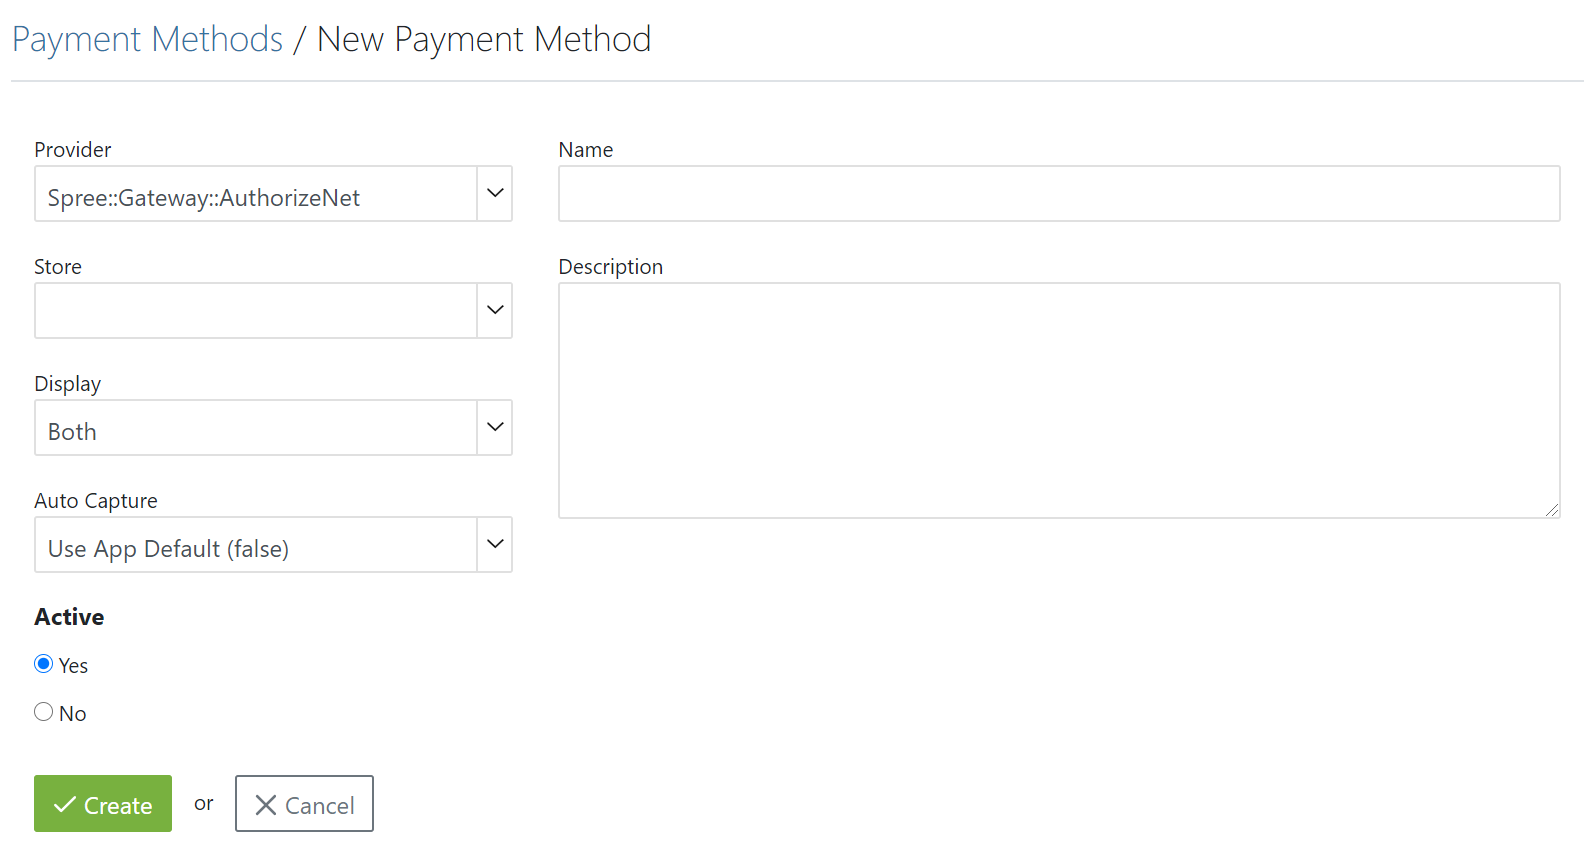 Payment Methods / New Payment Method
Provider
Spree::Gateway::AuthorizeNet
Store
Display
Both
Auto Capture
Use App Default (false)
Active
Yes
No
Name
Description
Create or Cancel